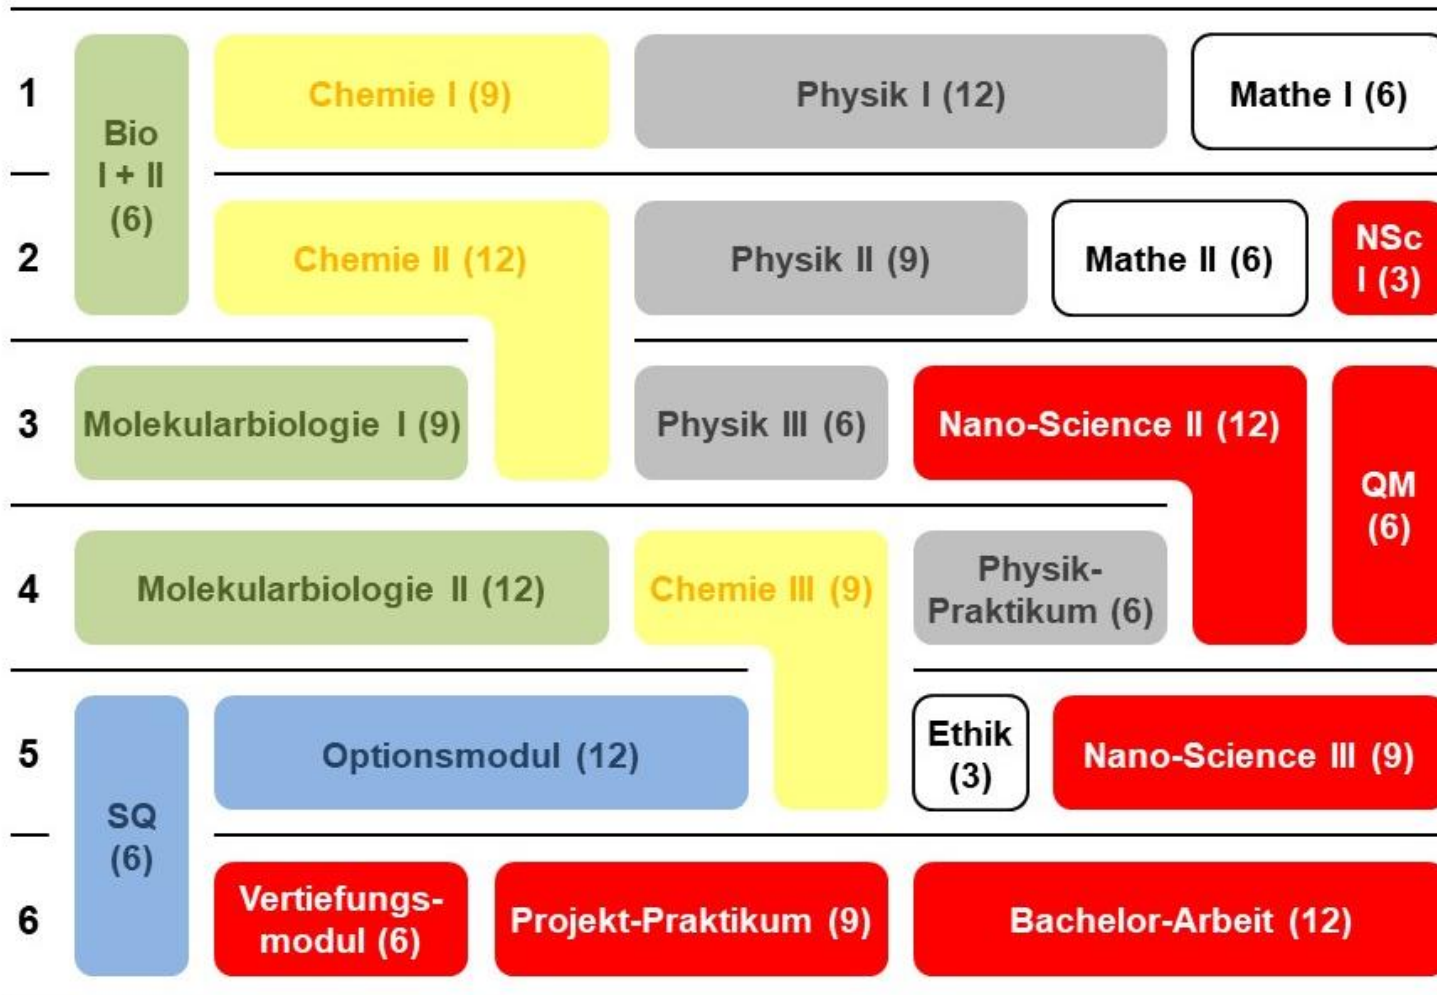 1
Bio
I + II
(6)
Chemie I (9)
Physik I (12)
Mathe I (6)
2
Chemie II (12)
Physik II (9)
Mathe II (6)
NSc
I (3)
3
Molekularbiologie I (9)
Physik III (6)
Nano-Science II (12)
QM
(6)
4
Molekularbiologie II (12)
Chemie III (9)
Physik-
Praktikum (6)
5
SQ
(6)
Optionsmodul (12)
Ethik
(3)
Nano-Science III (9)
6
Vertiefungs-
modul (6)
Projekt-Praktikum (9)
Bachelor-Arbeit (12)